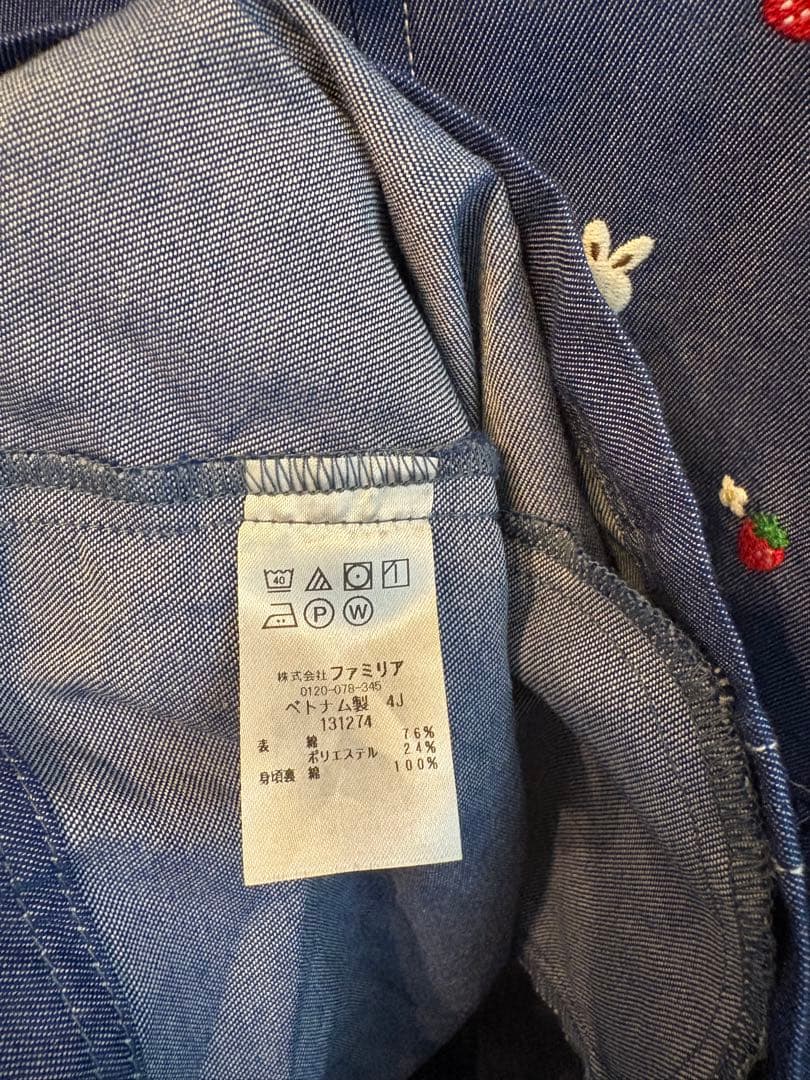 40
P W
株式会社 ファミリア
0120-078-345
ベトナム製 4J
131274
表 綿 76%
ポリエステル 24%
身頃裏 綿 100%